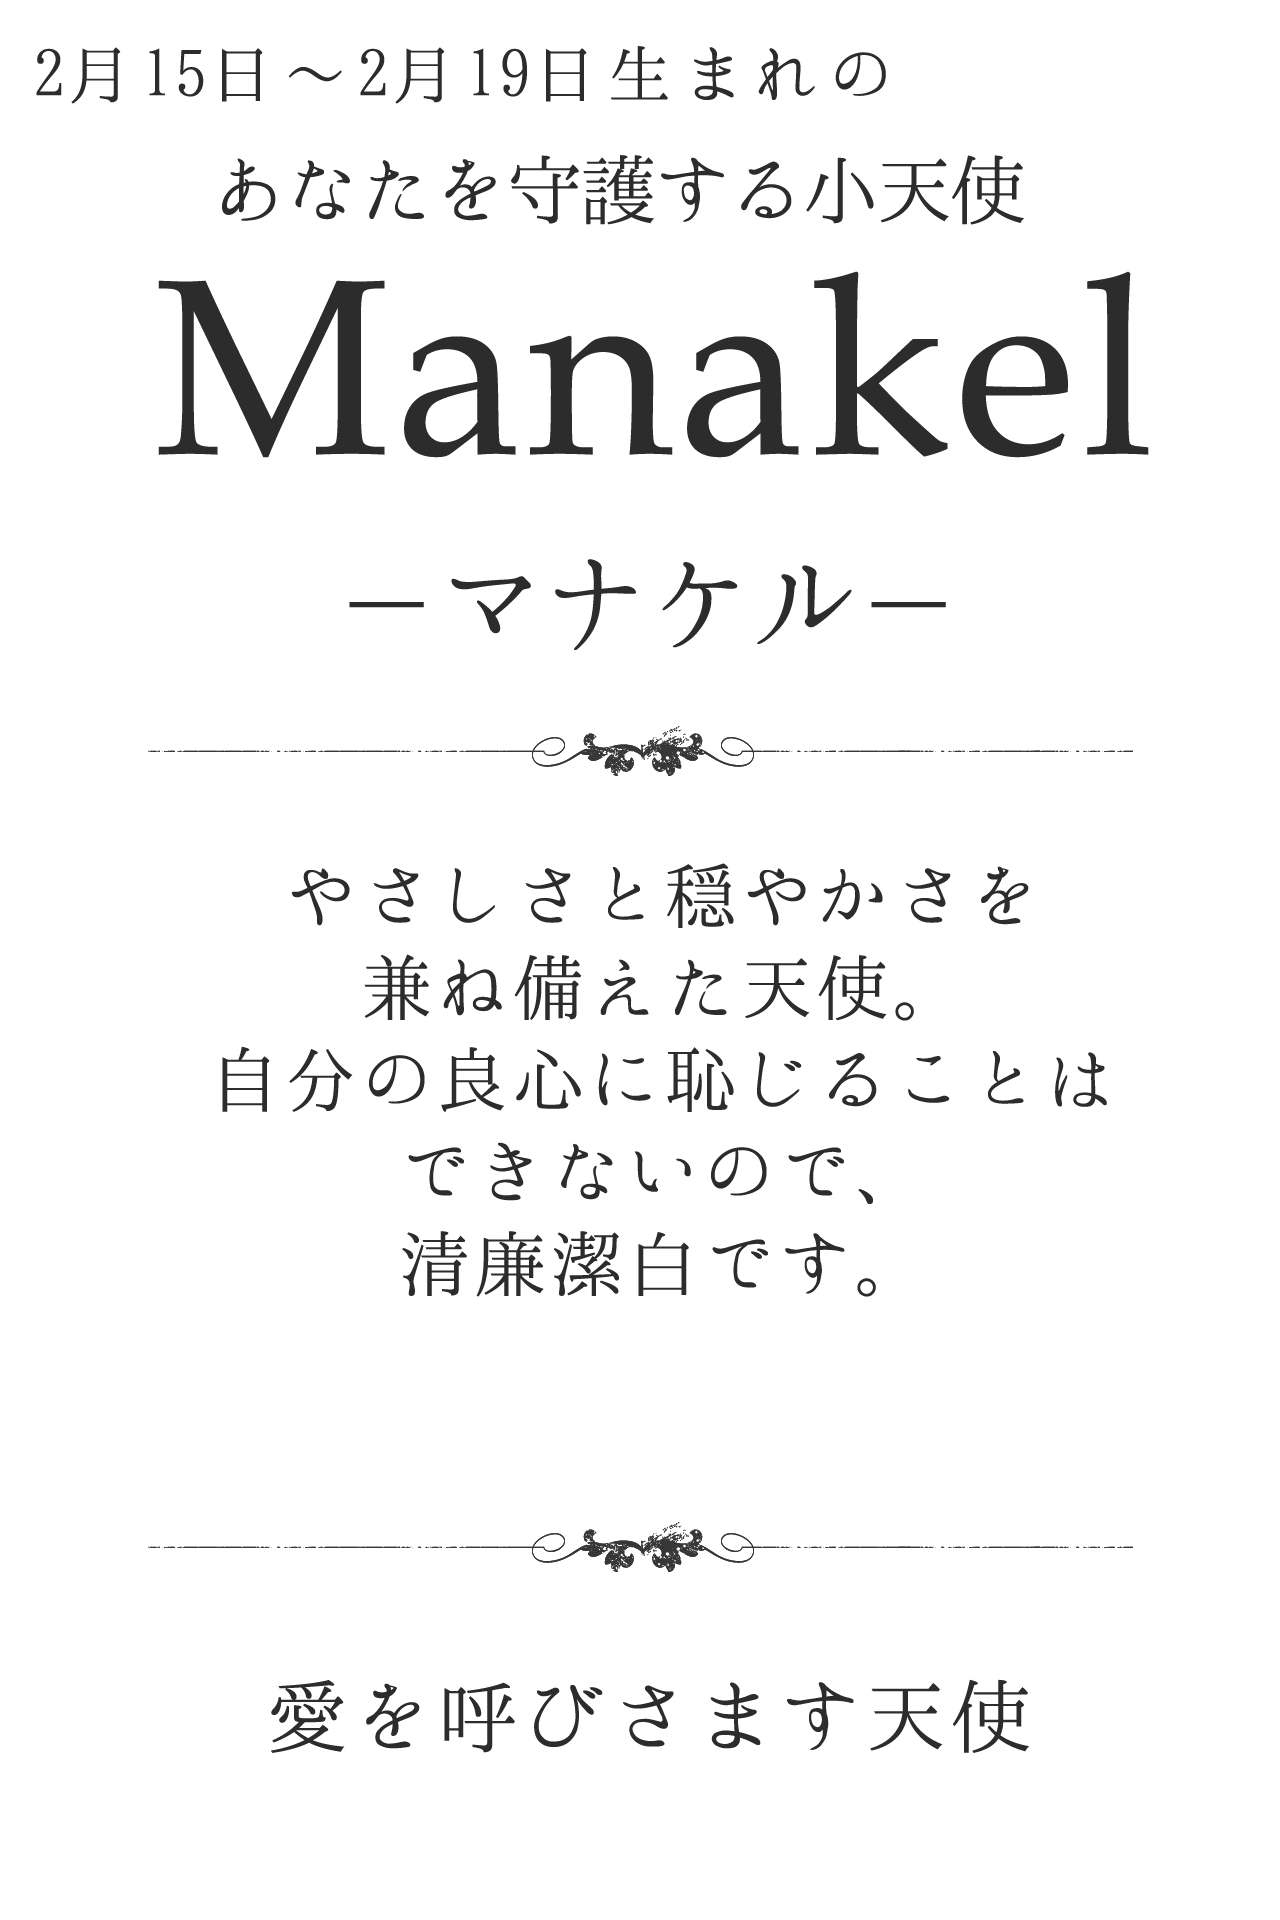 2月15日～2月19日生まれの
あなたを守護する小天使
Manakel
―マナケル―
やさしさと穏やかさを
兼ね備えた天使。
自分の良心に恥じることは
できないので、
清廉潔白です。
愛を呼びさます天使